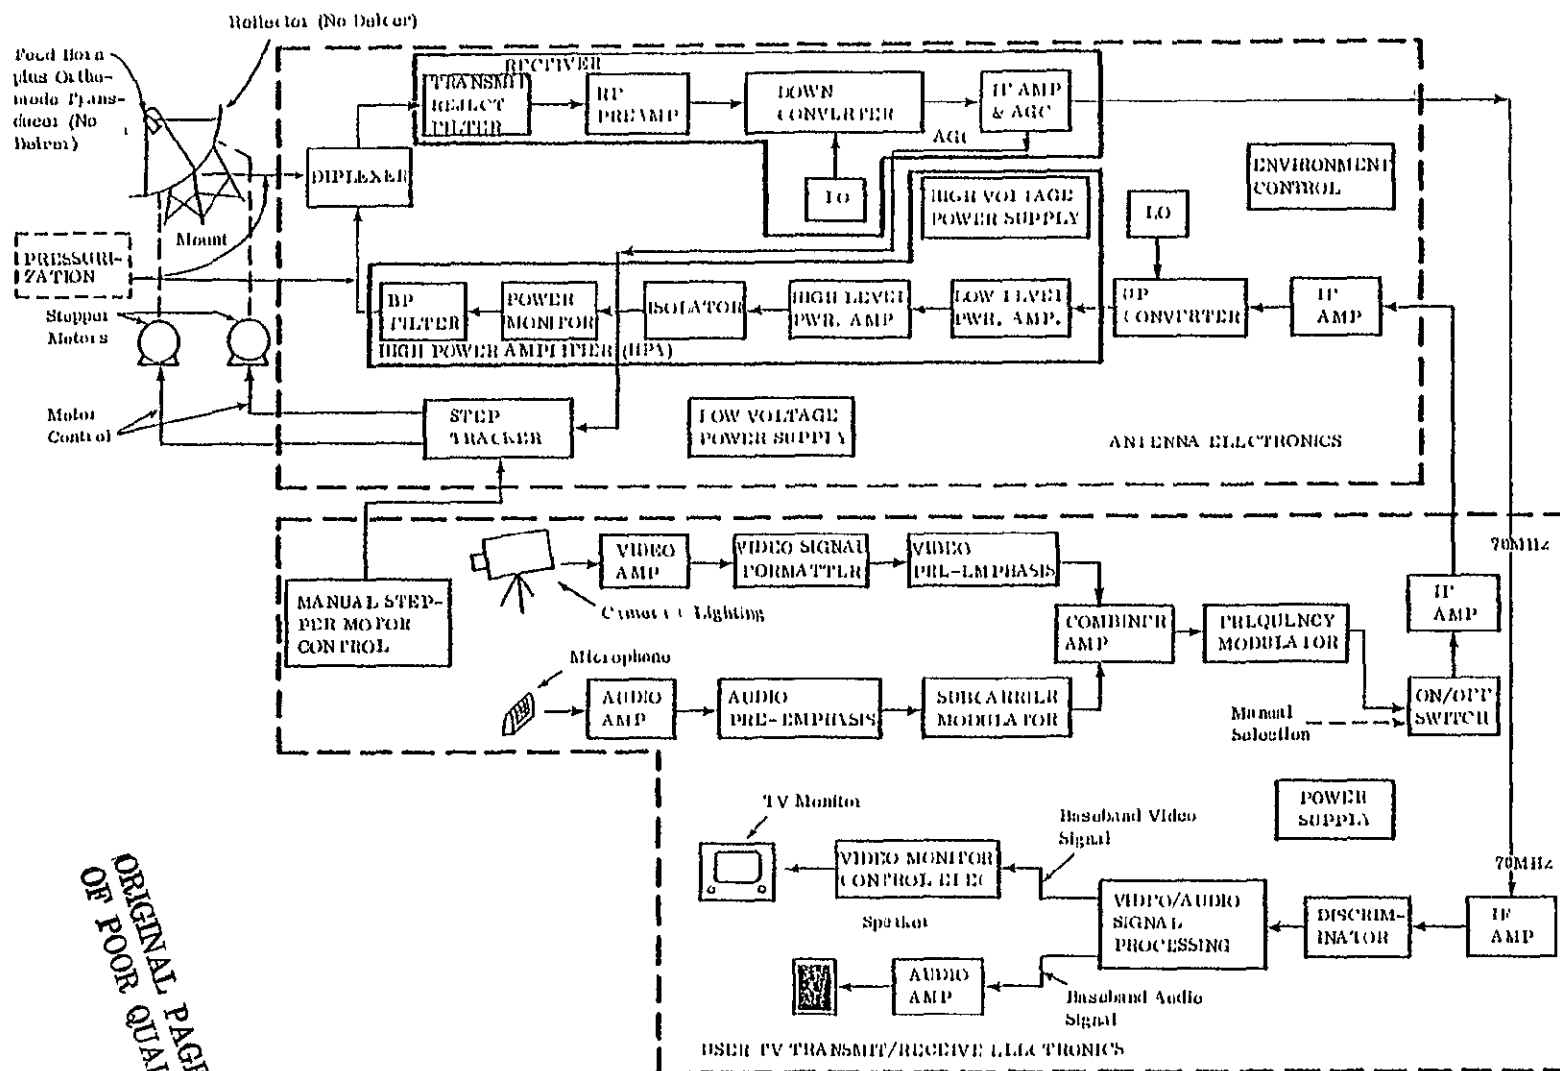 Reflector (No Deicer)
Feed Horn
plus Ortho-
mode Trans-
ducer (No
Deicer)
RECEIVER
TRANSMIT
REJECT
FILTER
RF
PREAMP
DOWN
CONVERTER
IF AMP
& AGC
AGC
DIPLEXER
LO
HIGH VOLTAGE
POWER SUPPLY
LO
ENVIRONMENT
CONTROL
Mount
PRESSURI-
ZATION
BP
FILTER
POWER
MONITOR
ISOLATOR
HIGH LEVEL
PWR. AMP
LOW LEVEL
PWR. AMP.
UP
CONVERTER
IF
AMP
HIGH POWER AMPLIFIER (HPA)
Stepper
Motors
Motor
Control
STEP
TRACKER
LOW VOLTAGE
POWER SUPPLY
ANTENNA ELECTRONICS
70MHz
VIDEO
AMP
VIDEO SIGNAL
FORMATTER
VIDEO
PRE-EMPHASIS
MANUAL STEP-
PER MOTOR
CONTROL
Camera + Lighting
COMBINER
AMP
FREQUENCY
MODULATOR
IF
AMP
Microphone
AUDIO
AMP
AUDIO
PRE-EMPHASIS
SUBCARRIER
MODULATOR
Manual
Selection
ON/OFF
SWITCH
TV Monitor
Baseband Video
Signal
POWER
SUPPLY
70MHz
VIDEO MONITOR
CONTROL ELEC
Speaker
VIDEO/AUDIO
SIGNAL
PROCESSING
DISCRIM-
INATOR
IF
AMP
AUDIO
AMP
Baseband Audio
Signal
USER TV TRANSMIT/RECEIVE ELECTRONICS
ORIGINAL PAGE
OF POOR